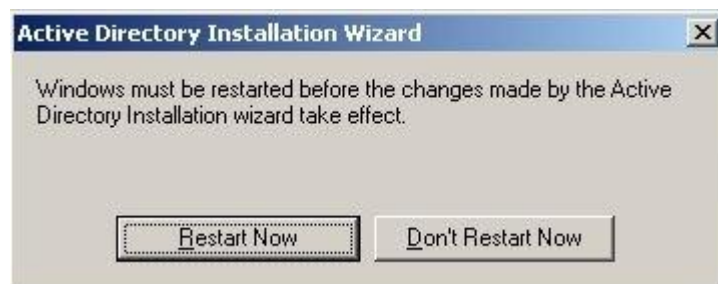 Active Directory Installation Wizard
Windows must be restarted before the changes made by the Active
Directory Installation wizard take effect.
Restart Now
Don't Restart Now